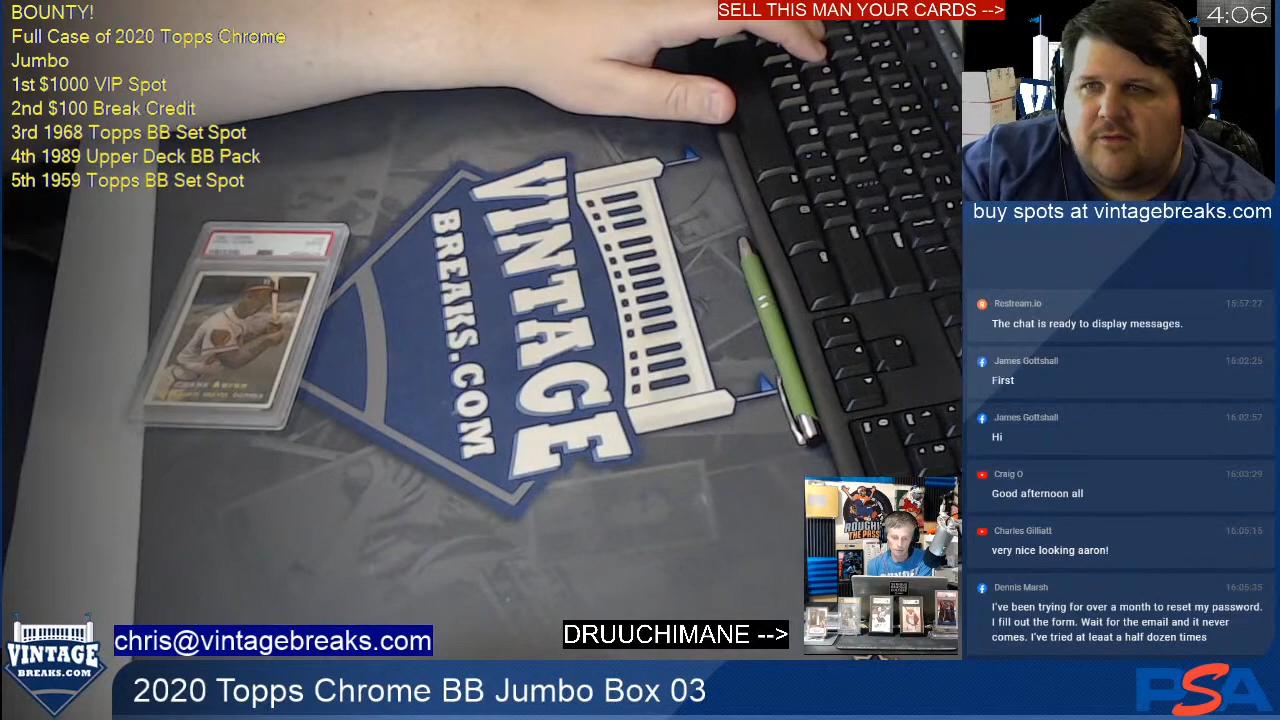 BOUNTY!
Full Case of 2020 Topps Chrome
Jumbo
1st $1000 VIP Spot
2nd $100 Break Credit
3rd 1968 Topps BB Set Spot
4th 1989 Upper Deck BB Pack
5th 1959 Topps BB Set Spot
SELL THIS MAN YOUR CARDS -->
4:06
buy spots at vintagebreaks.com
VINTAGE
BREAKS.COM
Restream.io 15:57:27
The chat is ready to display messages.
James Gottshall 16:02:25
First
James Gottshall 16:02:57
Hi
Craig O 16:03:29
Good afternoon all
Charles Gilliatt 16:05:15
very nice looking aaron!
Dennis Marsh 16:05:35
I've been trying for over a month to reset my password.
I fill out the form. Wait for the email and it never
comes. I've tried at leaat a half dozen times
DRUUCHIMANE -->
chris@vintagebreaks.com
VINTAGE
BREAKS.COM
2020 Topps Chrome BB Jumbo Box 03
PSA